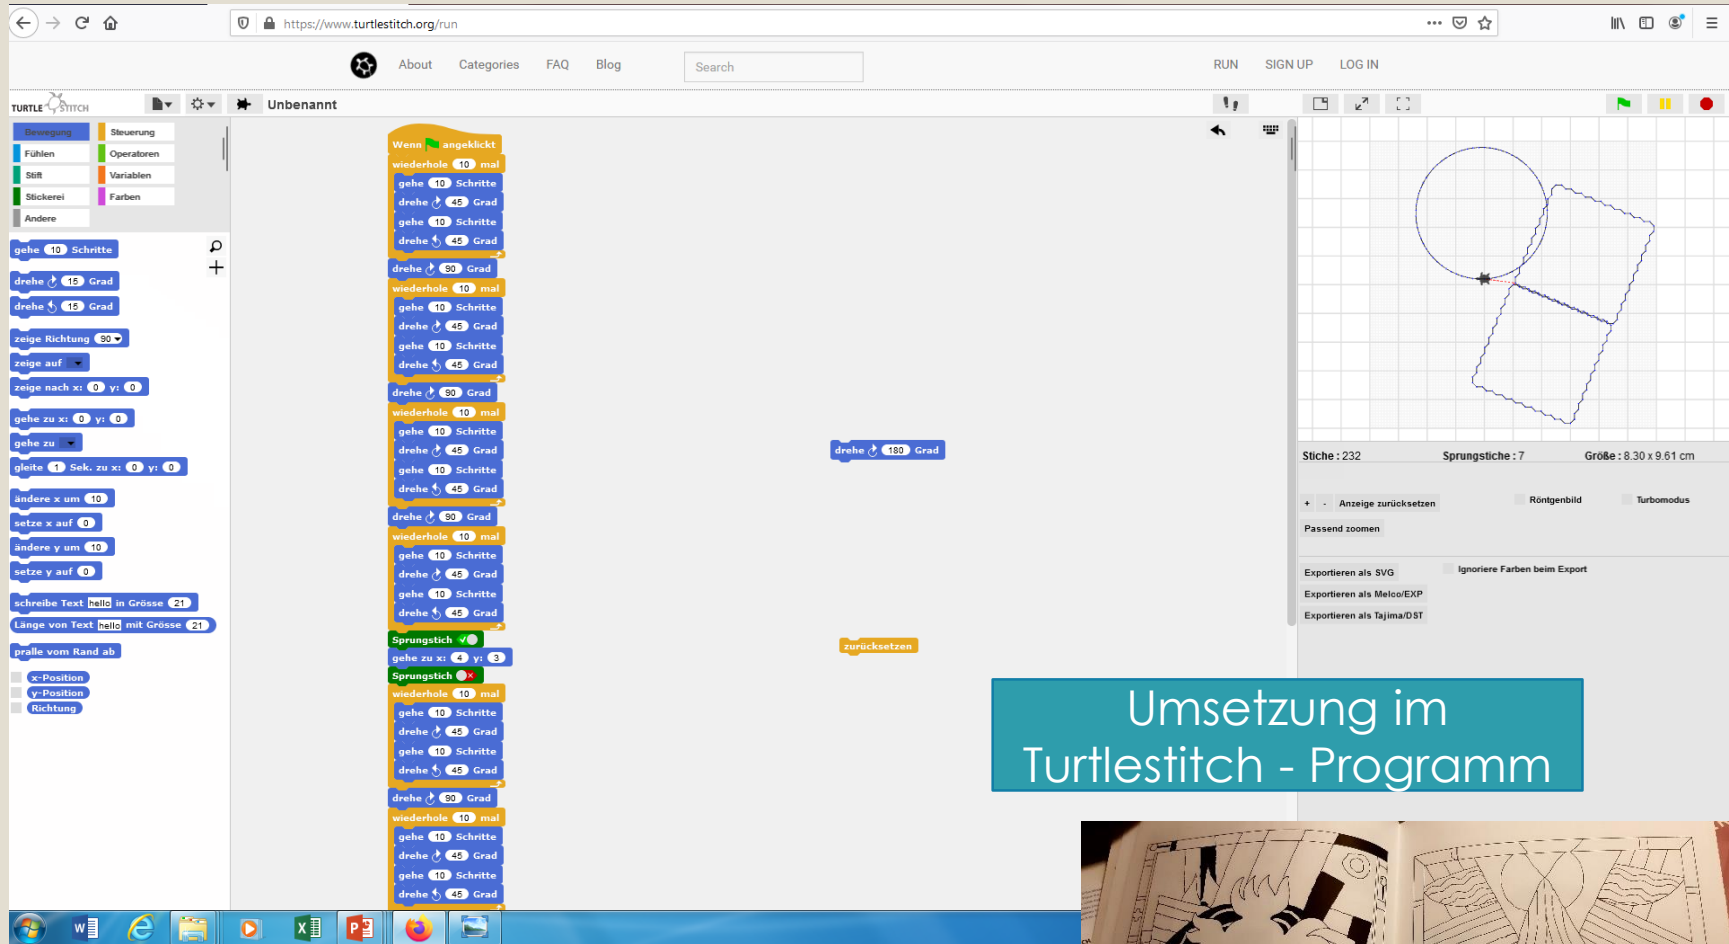 https://www.turtlestitch.org/run
About Categories FAQ Blog Search RUN SIGN UP LOG IN
TURTLE STITCH Unbenannt
Bewegung Steuerung
Fühlen Operatoren
Stift Variablen
Stickerei Farben
Andere
gehe 10 Schritte
drehe 15 Grad
drehe 15 Grad
zeige Richtung 90
zeige auf
zeige nach x: 0 y: 0
gehe zu x: 0 y: 0
gehe zu
gleite 1 Sek. zu x: 0 y: 0
ändere x um 10
setze x auf 0
ändere y um 10
setze y auf 0
schreibe Text hello in Grösse 21
Länge von Text hello mit Grösse 21
pralle vom Rand ab
x-Position
y-Position
Richtung
Wenn angeklickt
wiederhole 10 mal
gehe 10 Schritte
drehe 45 Grad
gehe 10 Schritte
drehe 45 Grad
drehe 90 Grad
wiederhole 10 mal
gehe 10 Schritte
drehe 45 Grad
gehe 10 Schritte
drehe 45 Grad
drehe 90 Grad
wiederhole 10 mal
gehe 10 Schritte
drehe 45 Grad
gehe 10 Schritte
drehe 45 Grad
drehe 90 Grad
wiederhole 10 mal
gehe 10 Schritte
drehe 45 Grad
gehe 10 Schritte
drehe 45 Grad
Sprungstich
gehe zu x: 4 y: 3
Sprungstich
wiederhole 10 mal
gehe 10 Schritte
drehe 45 Grad
gehe 10 Schritte
drehe 45 Grad
drehe 90 Grad
wiederhole 10 mal
gehe 10 Schritte
drehe 45 Grad
gehe 10 Schritte
drehe 45 Grad
drehe 180 Grad
zurücksetzen
Stiche : 232 Sprungstiche : 7 Größe : 8.30 x 9.61 cm
+ - Anzeige zurücksetzen Röntgenbild Turbomodus
Passend zoomen
Exportieren als SVG Ignoriere Farben beim Export
Exportieren als Melco/EXP
Exportieren als Tajima/DST
Umsetzung im
Turtlestitch - Programm